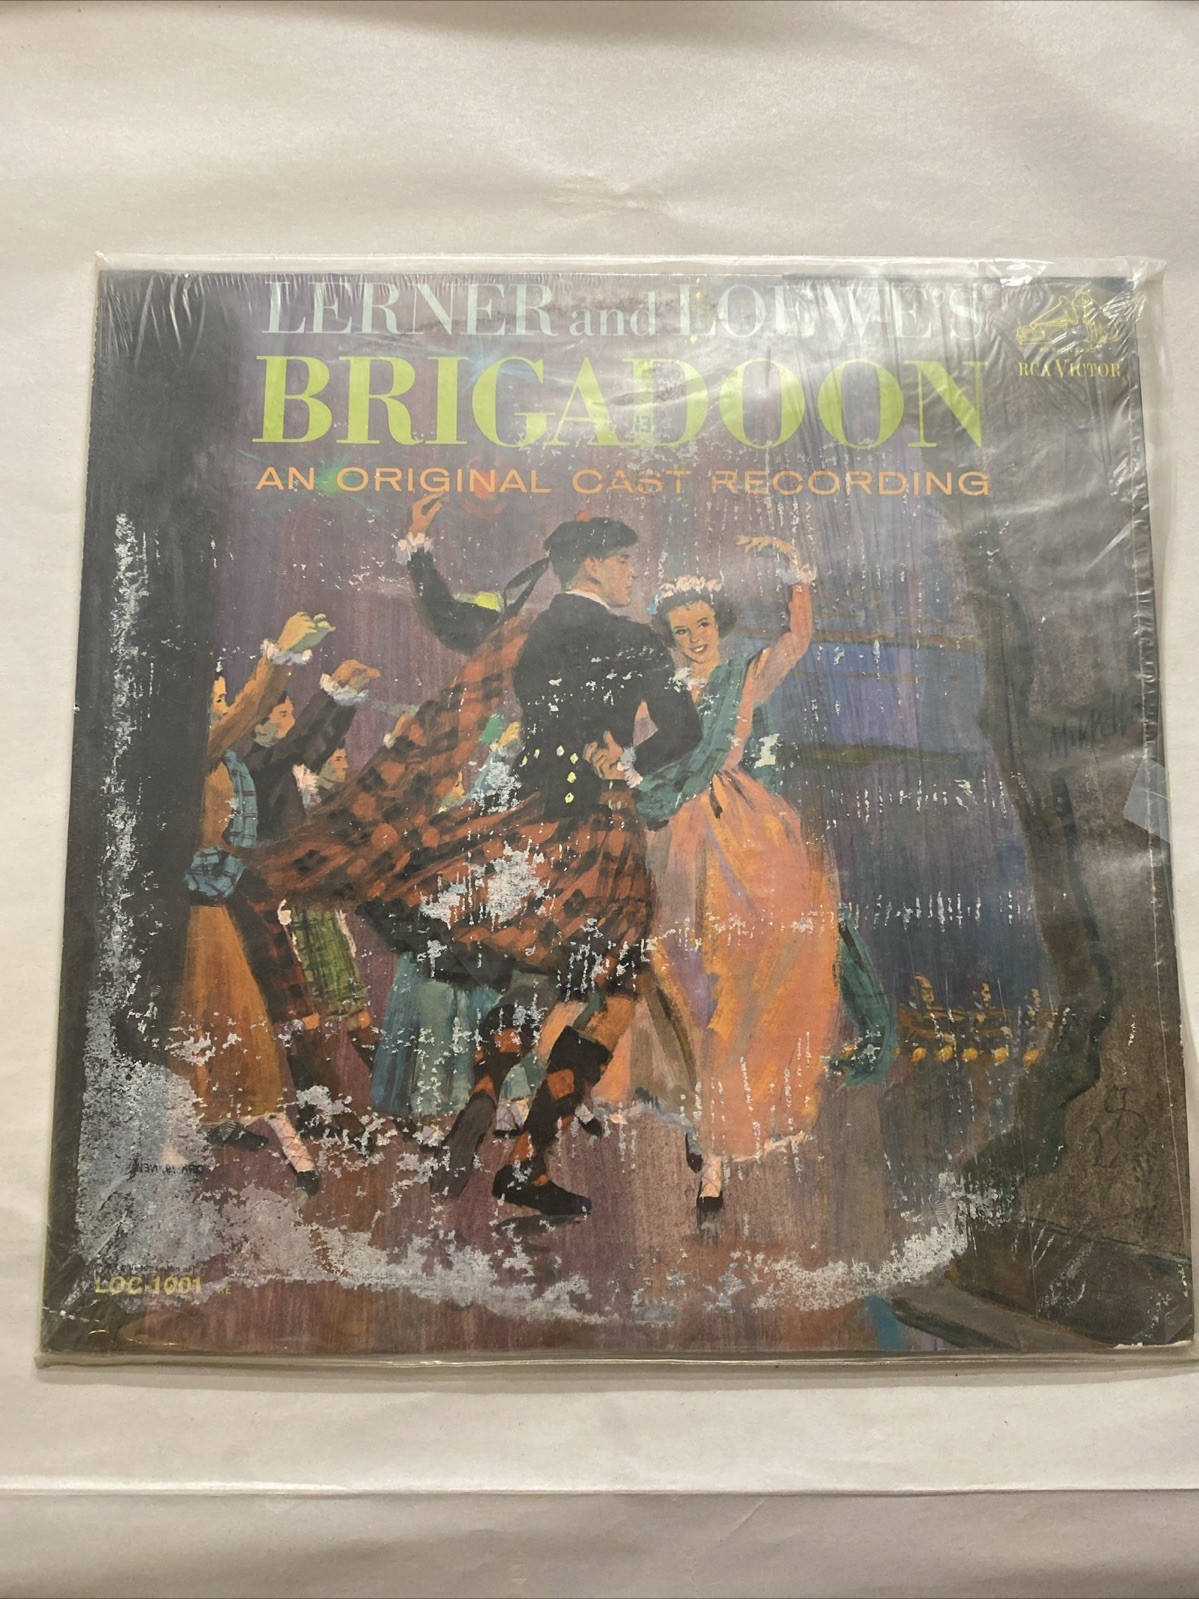 LERNER and LOEWE'S
BRIGADOON
AN ORIGINAL CAST RECORDING
RCA VICTOR
LOC-1001